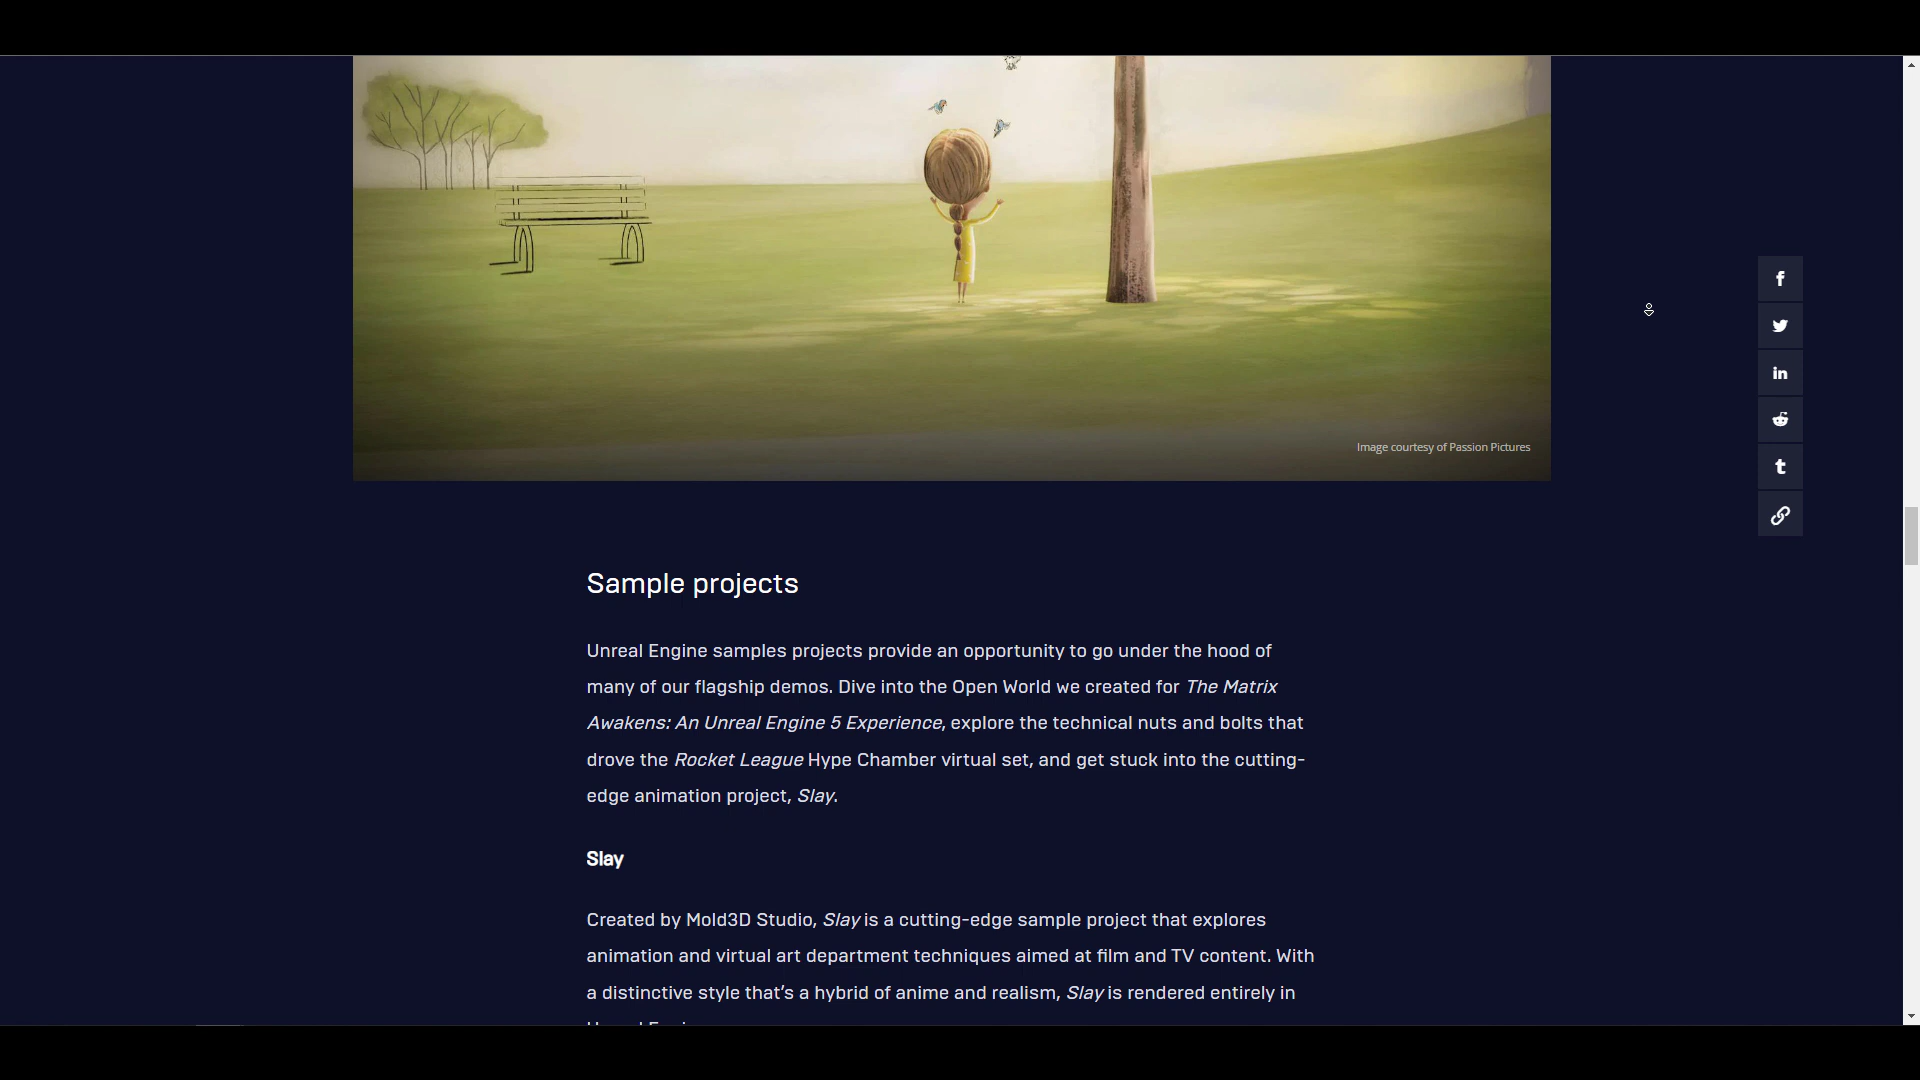 Image courtesy of Passion Pictures
Sample projects
Unreal Engine samples projects provide an opportunity to go under the hood of
many of our flagship demos. Dive into the Open World we created for The Matrix
Awakens: An Unreal Engine 5 Experience, explore the technical nuts and bolts that
drove the Rocket League Hype Chamber virtual set, and get stuck into the cutting-
edge animation project, Slay.
Slay
Created by Mold3D Studio, Slay is a cutting-edge sample project that explores
animation and virtual art department techniques aimed at film and TV content. With
a distinctive style that's a hybrid of anime and realism, Slay is rendered entirely in